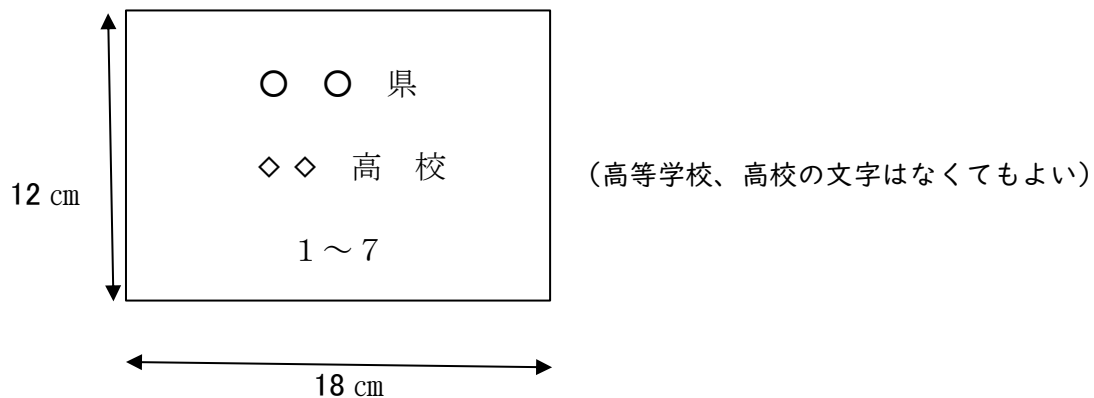 ○　○　県
◇◇　高　校
１～７
12 ㎝
（高等学校、高校の文字はなくてもよい）
18 ㎝